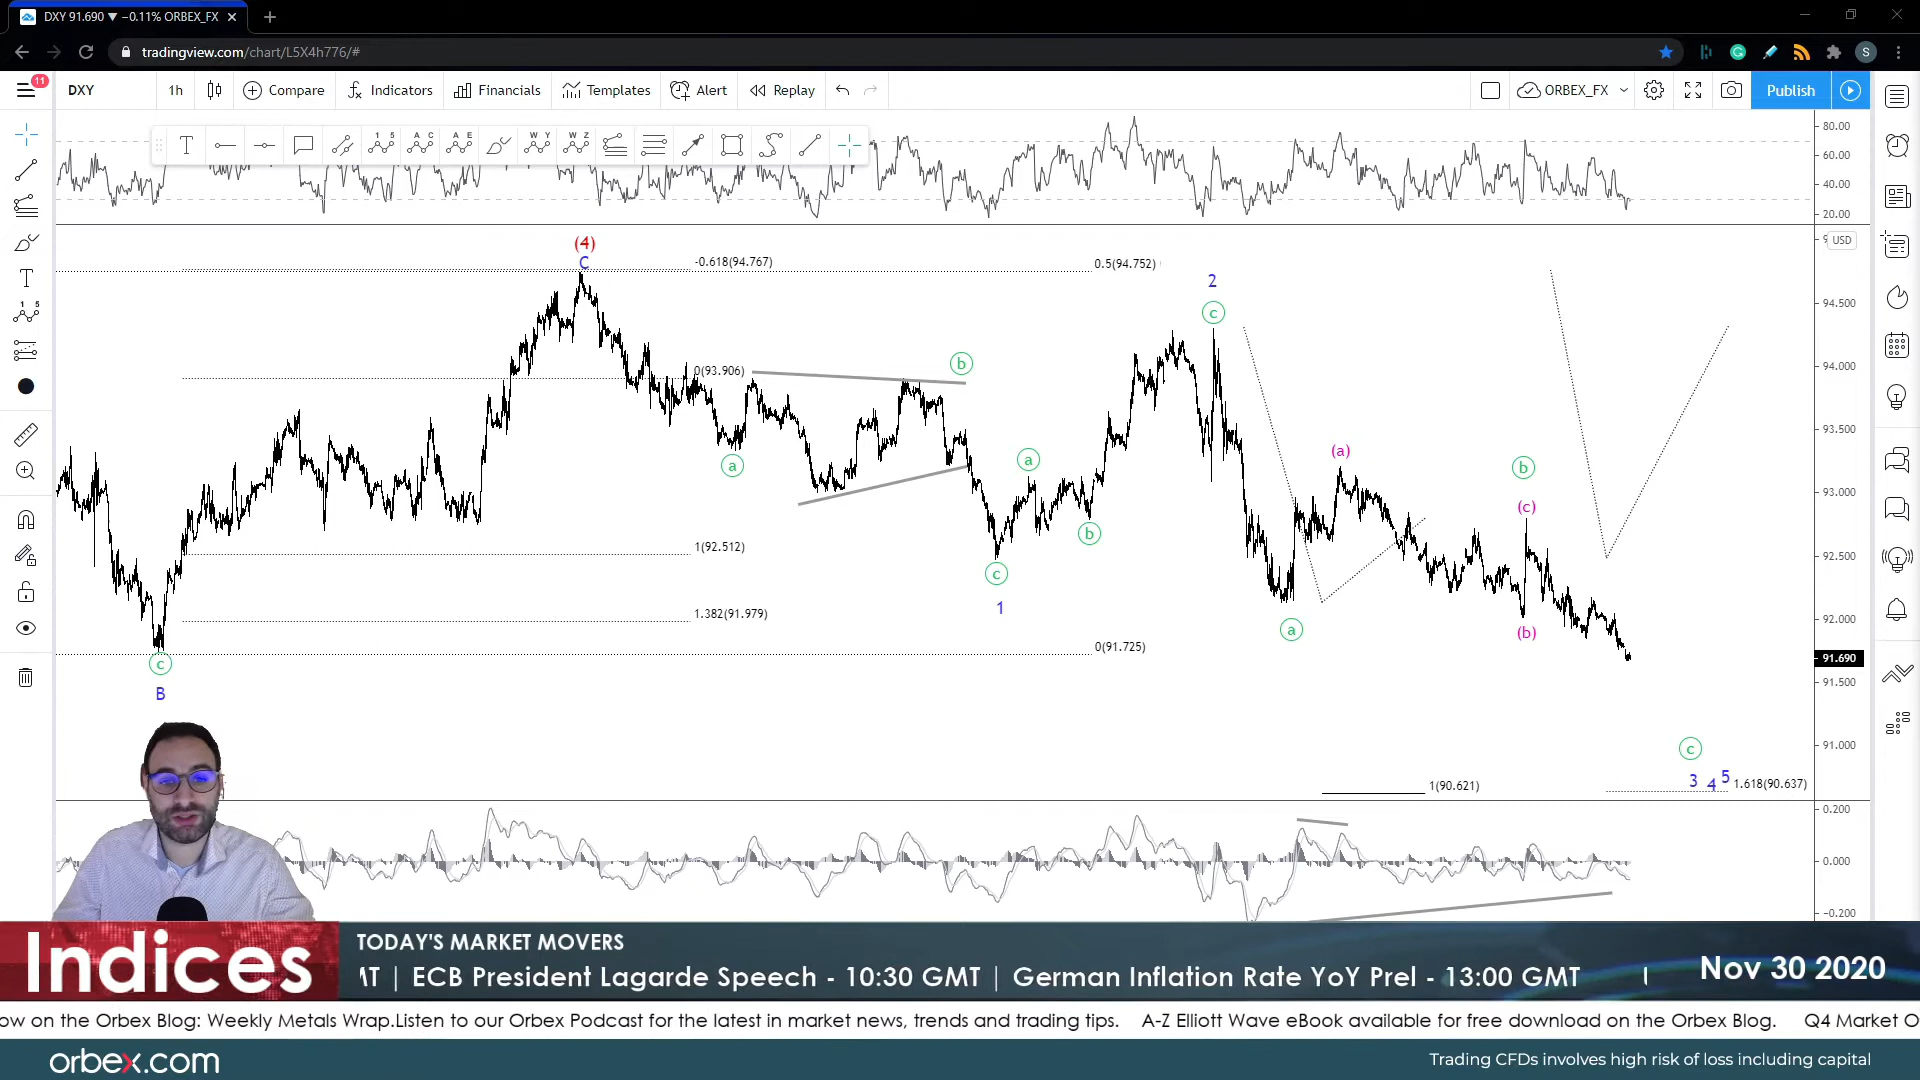 DXY 91.690 ▼ −0.11% ORBEX_FX
tradingview.com/chart/L5X4h776/#
S
11
DXY
1h
Compare
Indicators
Financials
Templates
Alert
Replay
ORBEX_FX
Publish
T
1 5
A C
A E
W Y
W Z
80.00
60.00
40.00
20.00
USD
(4)
C
-0.618(94.767)
0.5(94.752)
2
c
94.500
94.000
b
0(93.906)
93.500
a
a
(a)
b
93.000
(c)
b
92.500
1(92.512)
c
1
92.000
1.382(91.979)
a
(b)
0(91.725)
91.690
c
B
91.500
91.000
c
3 4 5
1(90.621)
1.618(90.637)
0.200
0.000
−0.200
Indices
TODAY'S MARKET MOVERS
| ECB President Lagarde Speech - 10:30 GMT | German Inflation Rate YoY Prel - 13:00 GMT
Nov 30 2020
ow on the Orbex Blog: Weekly Metals Wrap.Listen to our Orbex Podcast for the latest in market news, trends and trading tips. A-Z Elliott Wave eBook available for free download on the Orbex Blog. Q4 Market O
orbex.com
Trading CFDs involves high risk of loss including capital